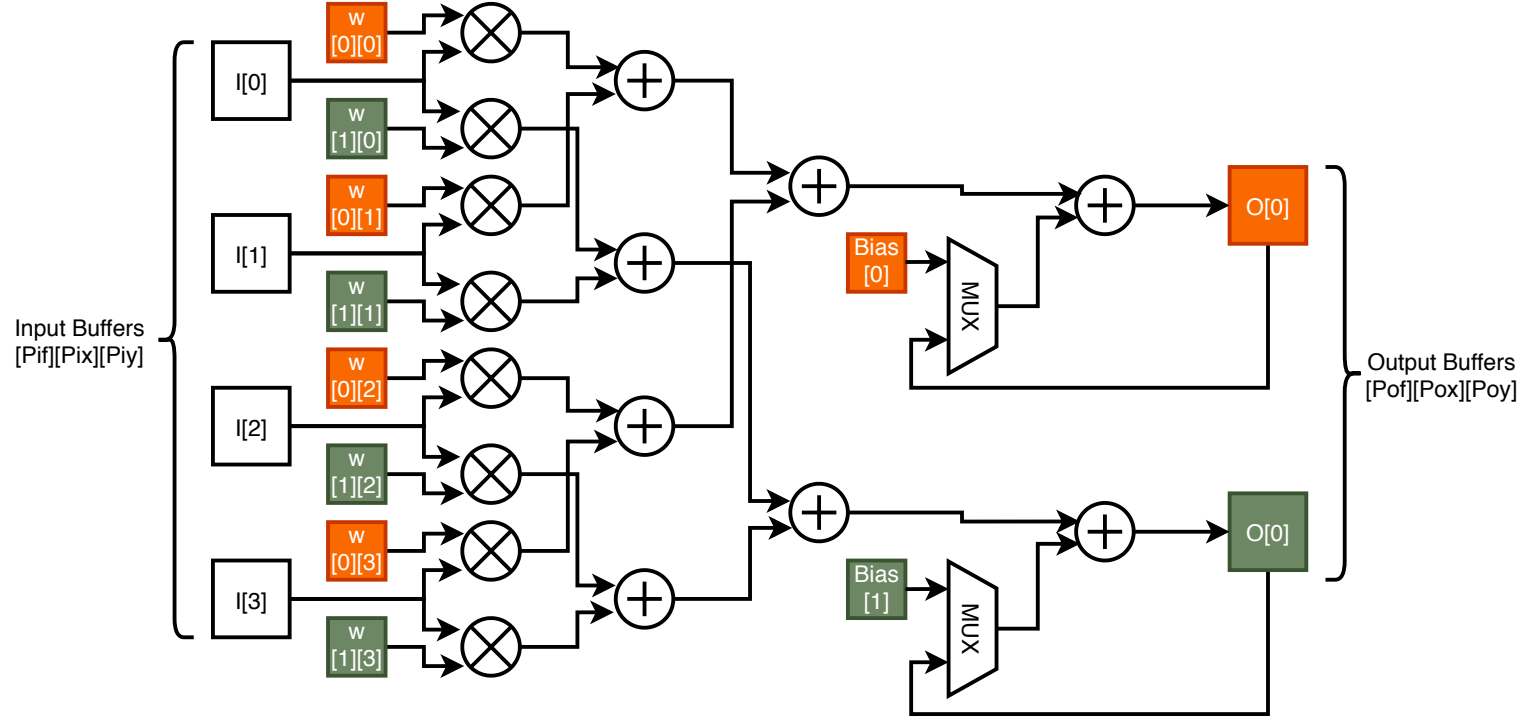 w
[0][0]
I[0]
w
[1][0]
w
[0][1]
I[1]
w
[1][1]
Input Buffers
[Pif][Pix][Piy]
w
[0][2]
I[2]
w
[1][2]
w
[0][3]
I[3]
w
[1][3]
Bias
[0]
MUX
O[0]
Bias
[1]
MUX
O[0]
Output Buffers
[Pof][Pox][Poy]